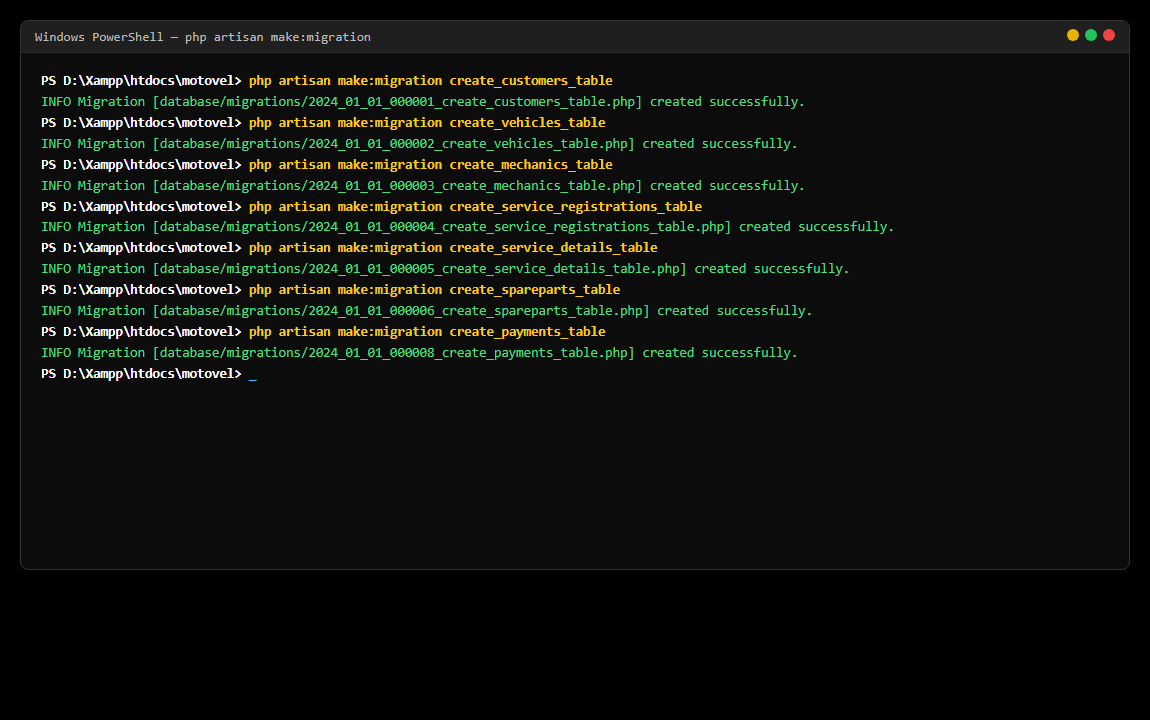 Windows PowerShell — php artisan make:migration
PS D:\Xampp\htdocs\motovel> php artisan make:migration create_customers_table
INFO Migration [database/migrations/2024_01_01_000001_create_customers_table.php] created successfully.
PS D:\Xampp\htdocs\motovel> php artisan make:migration create_vehicles_table
INFO Migration [database/migrations/2024_01_01_000002_create_vehicles_table.php] created successfully.
PS D:\Xampp\htdocs\motovel> php artisan make:migration create_mechanics_table
INFO Migration [database/migrations/2024_01_01_000003_create_mechanics_table.php] created successfully.
PS D:\Xampp\htdocs\motovel> php artisan make:migration create_service_registrations_table
INFO Migration [database/migrations/2024_01_01_000004_create_service_registrations_table.php] created successfully.
PS D:\Xampp\htdocs\motovel> php artisan make:migration create_service_details_table
INFO Migration [database/migrations/2024_01_01_000005_create_service_details_table.php] created successfully.
PS D:\Xampp\htdocs\motovel> php artisan make:migration create_spareparts_table
INFO Migration [database/migrations/2024_01_01_000006_create_spareparts_table.php] created successfully.
PS D:\Xampp\htdocs\motovel> php artisan make:migration create_payments_table
INFO Migration [database/migrations/2024_01_01_000008_create_payments_table.php] created successfully.
PS D:\Xampp\htdocs\motovel> _